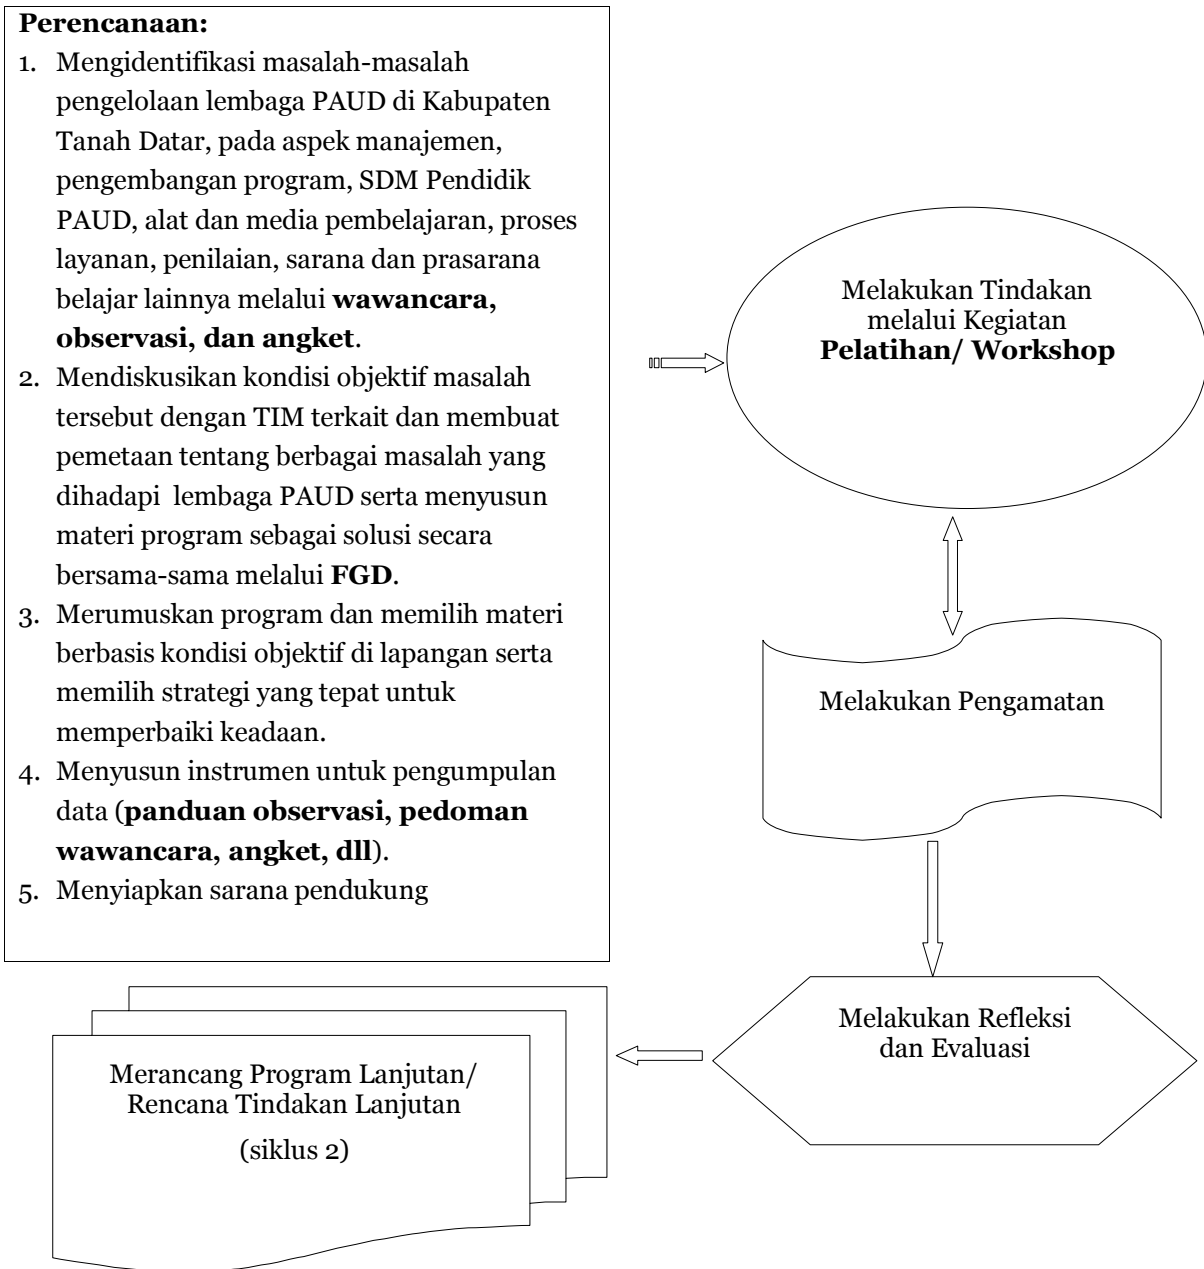 Perencanaan:
1. Mengidentifikasi masalah-masalah
pengelolaan lembaga PAUD di Kabupaten
Tanah Datar, pada aspek manajemen,
pengembangan program, SDM Pendidik
PAUD, alat dan media pembelajaran, proses
layanan, penilaian, sarana dan prasarana
belajar lainnya melalui wawancara,
observasi, dan angket.
2. Mendiskusikan kondisi objektif masalah
tersebut dengan TIM terkait dan membuat
pemetaan tentang berbagai masalah yang
dihadapi lembaga PAUD serta menyusun
materi program sebagai solusi secara
bersama-sama melalui FGD.
3. Merumuskan program dan memilih materi
berbasis kondisi objektif di lapangan serta
memilih strategi yang tepat untuk
memperbaiki keadaan.
4. Menyusun instrumen untuk pengumpulan
data (panduan observasi, pedoman
wawancara, angket, dll).
5. Menyiapkan sarana pendukung
Melakukan Tindakan
melalui Kegiatan
Pelatihan/ Workshop
Melakukan Pengamatan
Melakukan Refleksi
dan Evaluasi
Merancang Program Lanjutan/
Rencana Tindakan Lanjutan
(siklus 2)